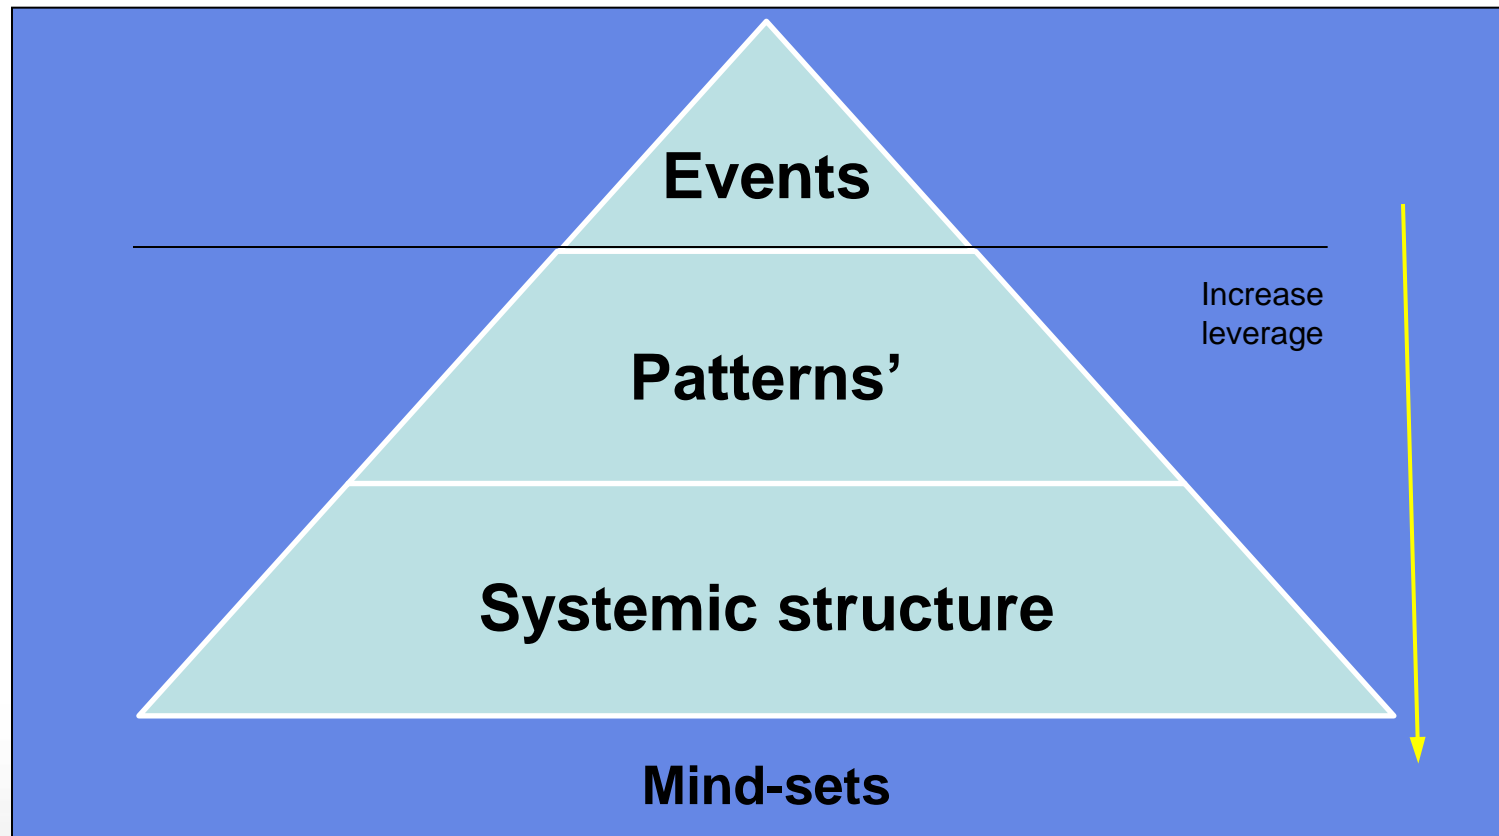 Events
Increase
leverage
Patterns’
Systemic structure
Mind-sets